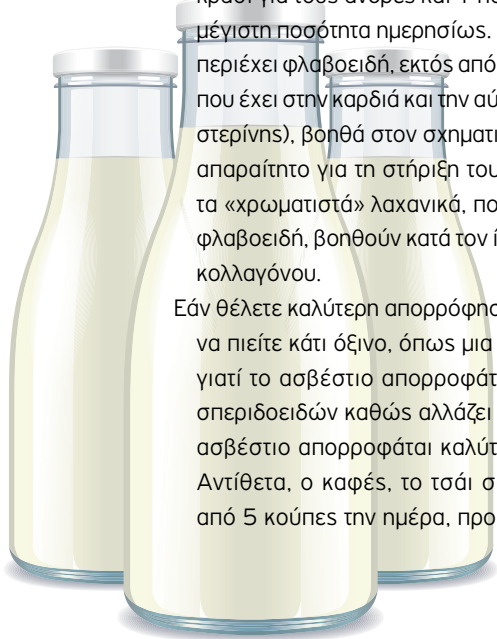 μέγιστη ποσότητα ημερησίως.
περιέχει φλαβοειδή, εκτός από
που έχει στην καρδιά και την αύ
στερίνης), βοηθά στον σχηματι
απαραίτητο για τη στήριξη του
τα «χρωματιστά» λαχανικά, πο
φλαβοειδή, βοηθούν κατά τον ί
κολλαγόνου.
Εάν θέλετε καλύτερη απορρόφησ
να πιείτε κάτι όξινο, όπως μια
γιατί το ασβέστιο απορροφάτ
σπεριδοειδών καθώς αλλάζει
ασβέστιο απορροφάται καλύτ
Αντίθετα, ο καφές, το τσάι σ
από 5 κούπες την ημέρα, προ